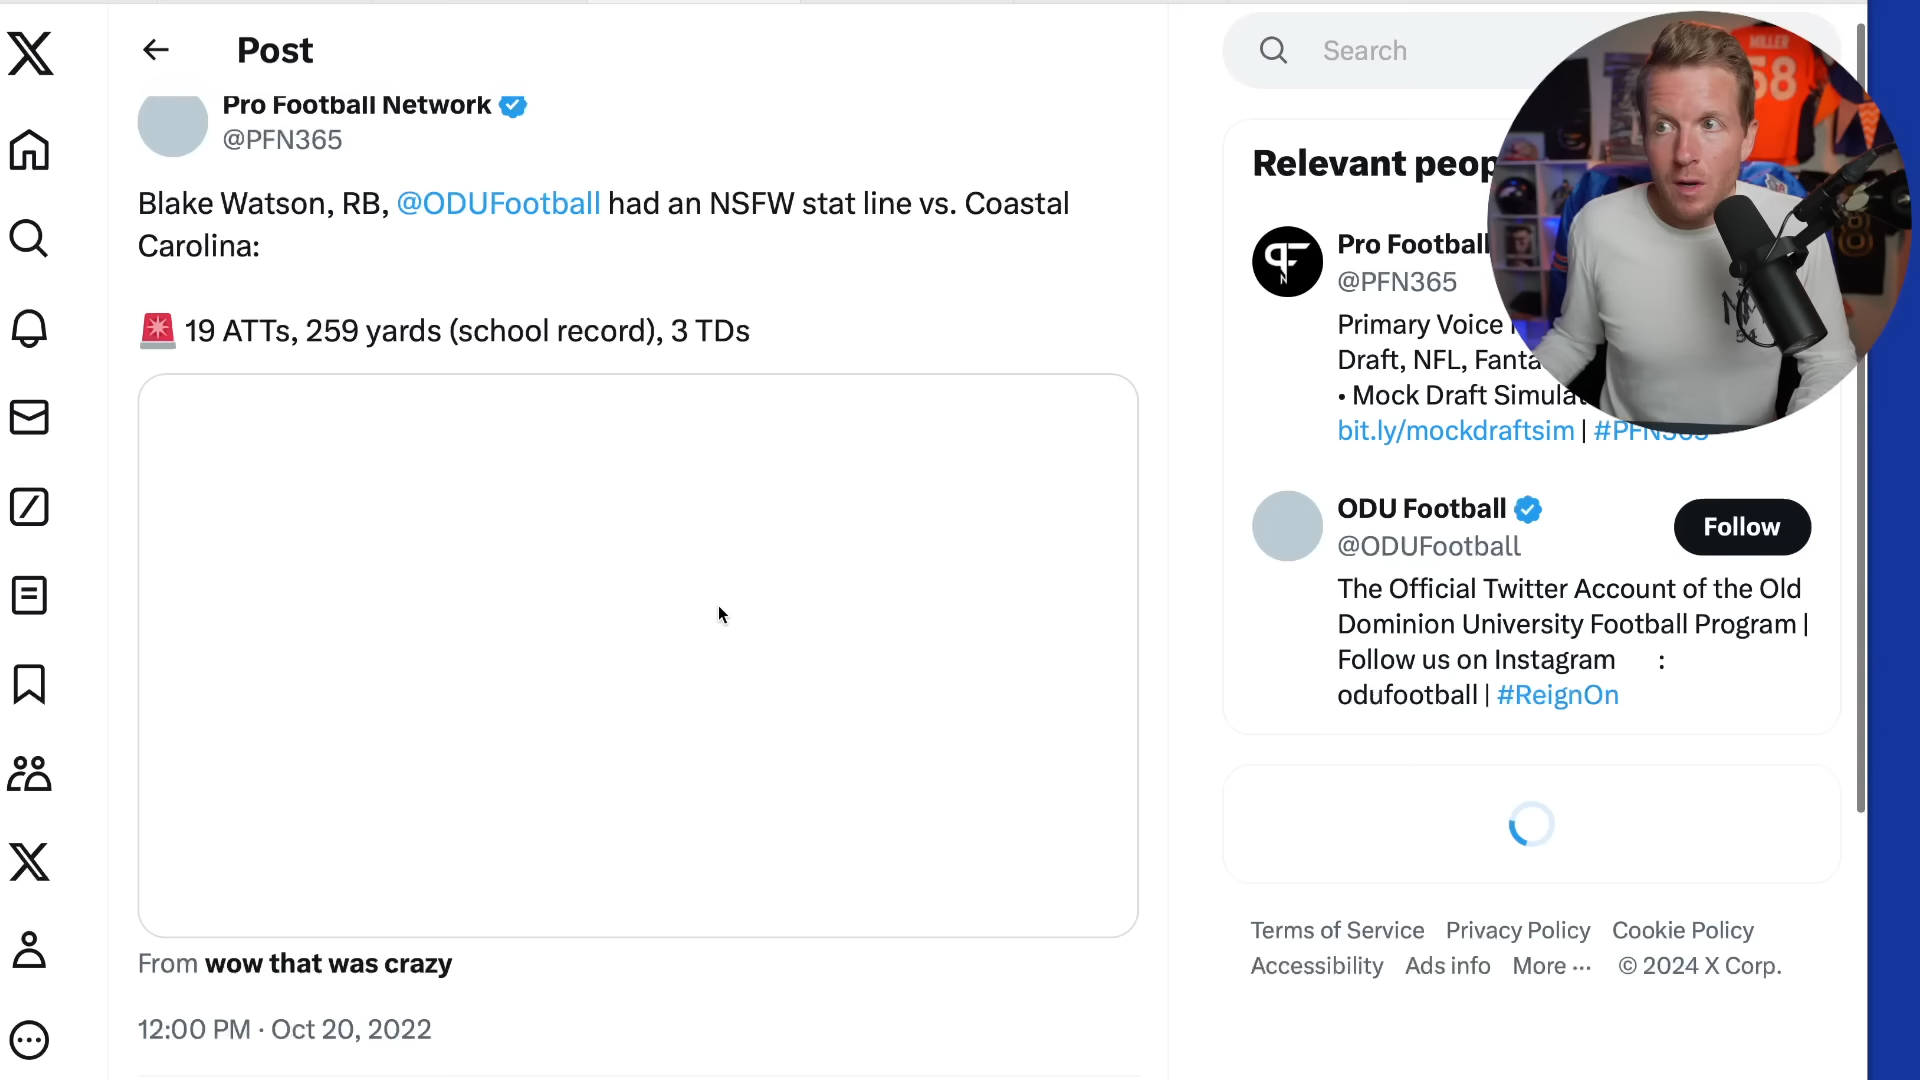 Post
Search
Pro Football Network
@PFN365
Blake Watson, RB, @ODUFootball had an NSFW stat line vs. Coastal
Carolina:
19 ATTs, 259 yards (school record), 3 TDs
From wow that was crazy
12:00 PM · Oct 20, 2022
Relevant peop
Pro Football
@PFN365
Primary Voice
Draft, NFL, Fanta
• Mock Draft Simulat
bit.ly/mockdraftsim | #PFN365
MILLER
58
ODU Football
@ODUFootball
Follow
The Official Twitter Account of the Old
Dominion University Football Program |
Follow us on Instagram :
odufootball | #ReignOn
Terms of Service Privacy Policy Cookie Policy
Accessibility Ads info More ··· © 2024 X Corp.